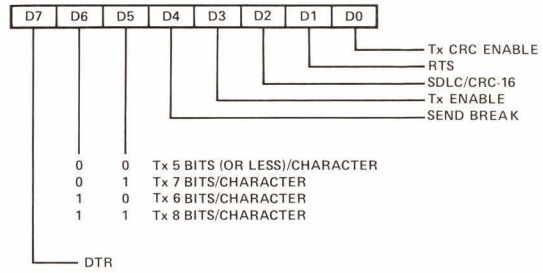 D7 D6 D5 D4 D3 D2 D1 D0
Tx CRC ENABLE
RTS
SDLC/CRC-16
Tx ENABLE
SEND BREAK
0 0 Tx 5 BITS (OR LESS)/CHARACTER
0 1 Tx 7 BITS/CHARACTER
1 0 Tx 6 BITS/CHARACTER
1 1 Tx 8 BITS/CHARACTER
DTR